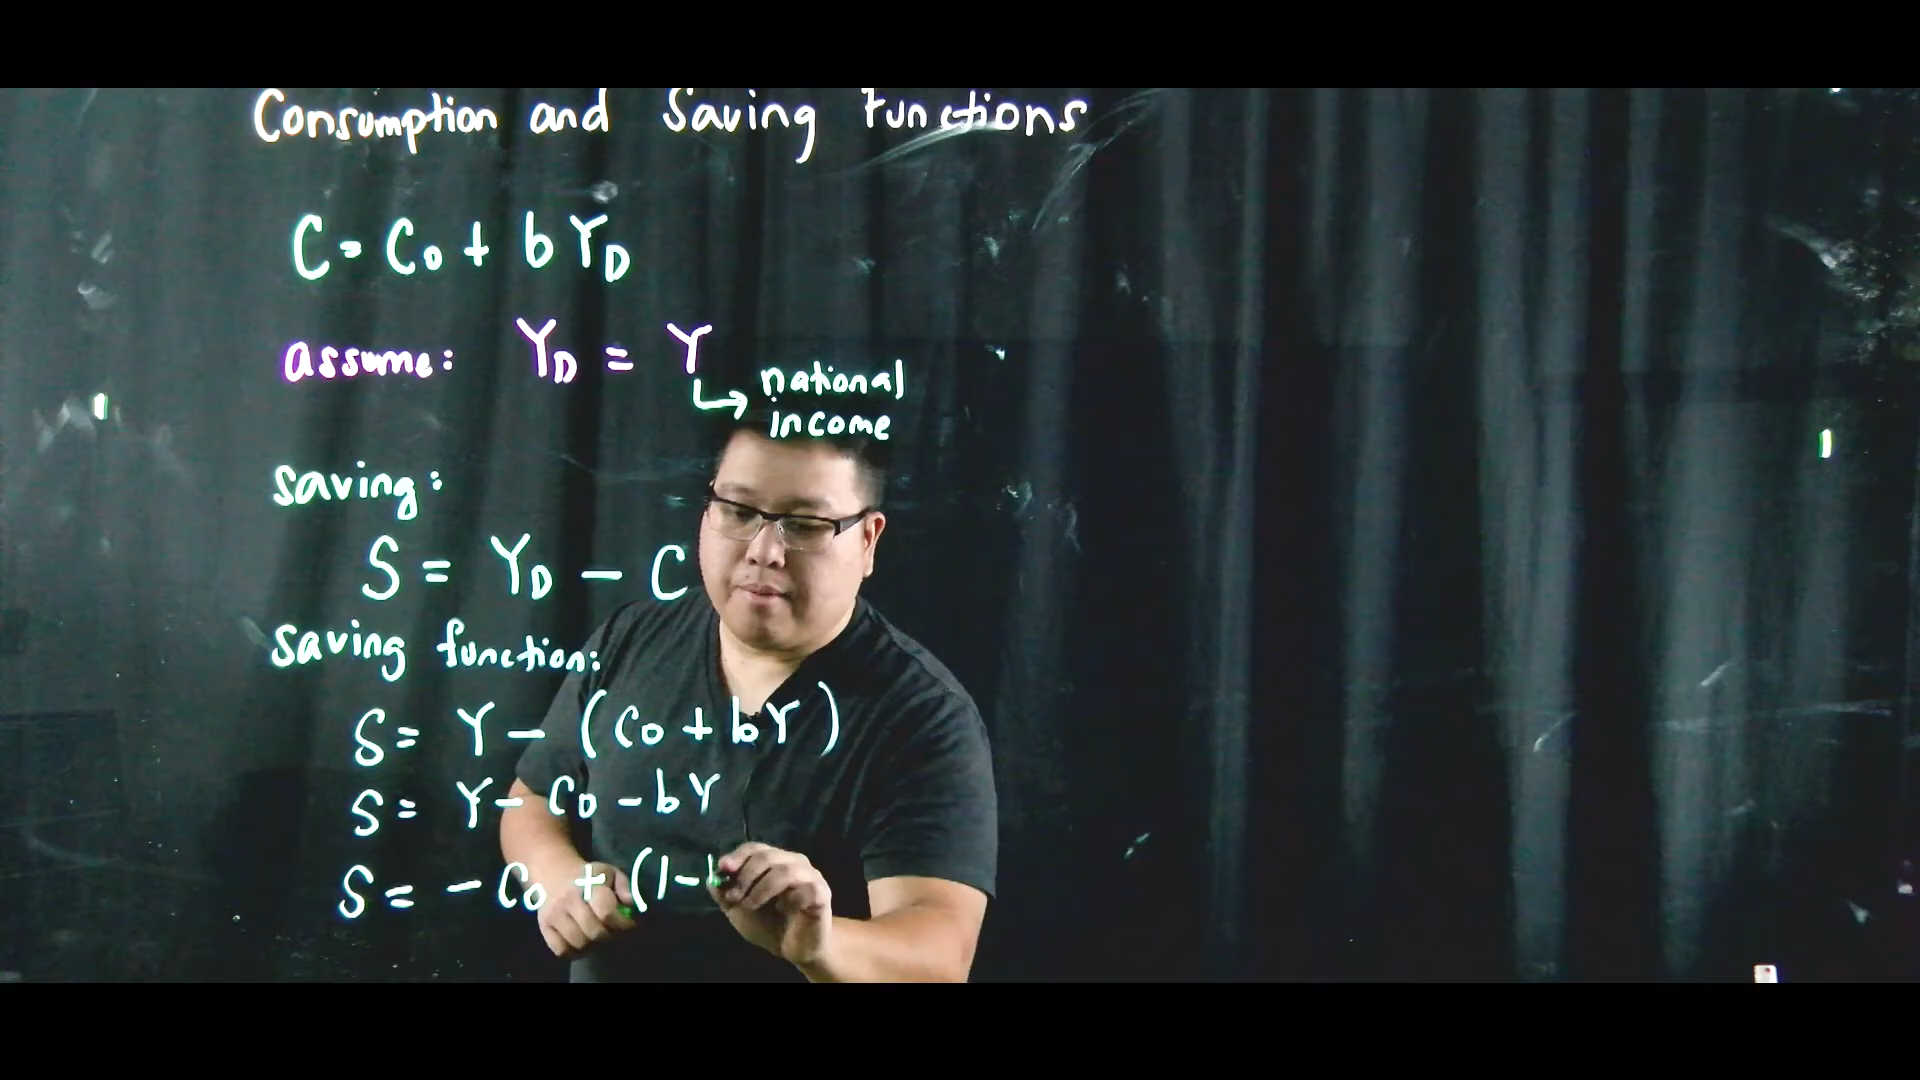 Consumption and Saving Functions
C = C0 + bYD
assume: YD = Y
national
income
saving:
S = YD - C
saving function:
S = Y - (C0 + bY)
S = Y - C0 - bY
S = - C0 + (1-b